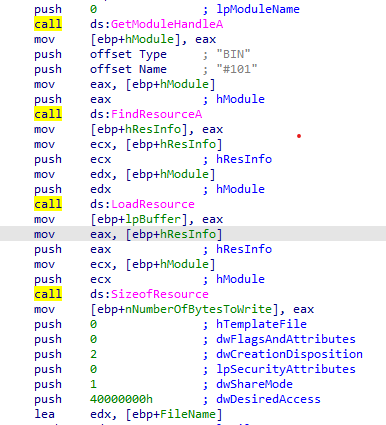 push 0 ; lpModuleName
call ds:GetModuleHandleA
mov [ebp+hModule], eax
push offset Type ; "BIN"
push offset Name ; "#101"
mov eax, [ebp+hModule]
push eax ; hModule
call ds:FindResourceA
mov [ebp+hResInfo], eax
mov ecx, [ebp+hResInfo]
push ecx ; hResInfo
mov edx, [ebp+hModule]
push edx ; hModule
call ds:LoadResource
mov [ebp+lpBuffer], eax
mov eax, [ebp+hResInfo]
push eax ; hResInfo
mov ecx, [ebp+hModule]
push ecx ; hModule
call ds:SizeofResource
mov [ebp+nNumberOfBytesToWrite], eax
push 0 ; hTemplateFile
push 0 ; dwFlagsAndAttributes
push 2 ; dwCreationDisposition
push 0 ; lpSecurityAttributes
push 1 ; dwShareMode
push 40000000h ; dwDesiredAccess
lea edx, [ebp+FileName]